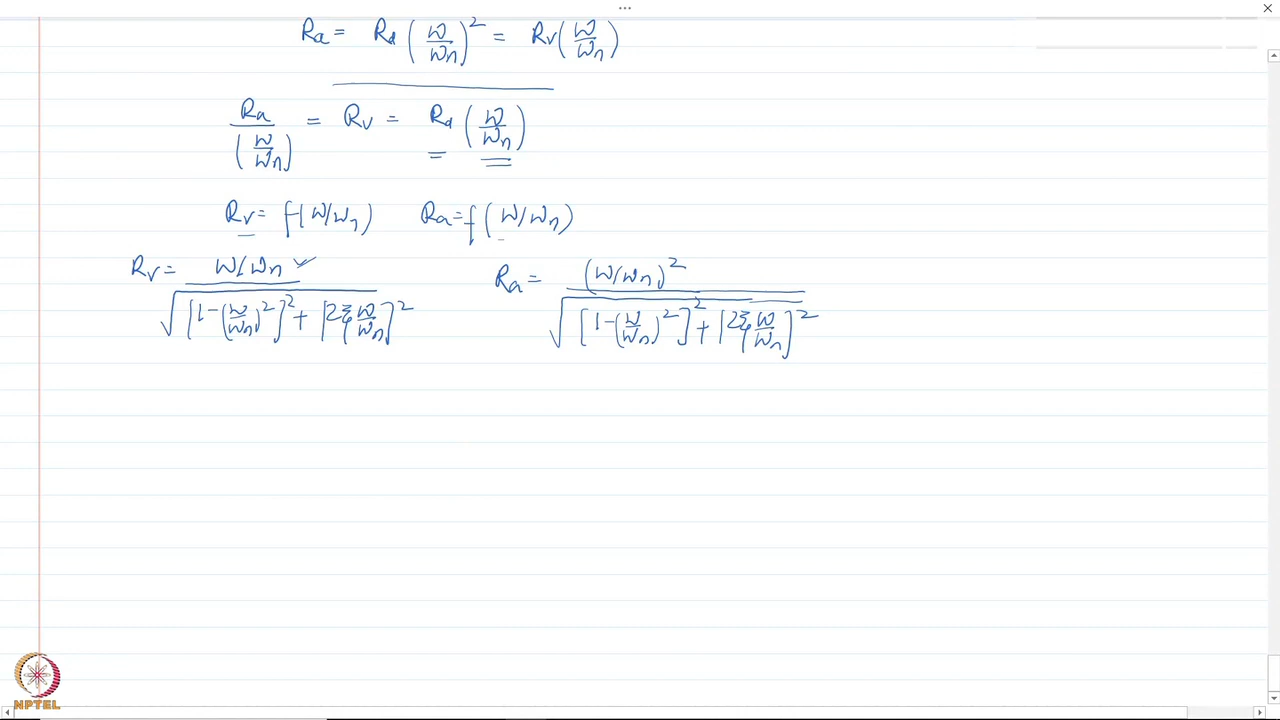 Ra = Rd (ω/ωn)² = Rv (ω/ωn)
Ra/(ω/ωn) = Rv = Rd (ω/ωn)
Rv = f(ω/ωn) Ra = f(ω/ωn)
Rv = ω/ωn ✓ / √([1-(ω/ωn)²]² + [2ξ ω/ωn]²) Ra = (ω/ωn)² / √([1-(ω/ωn)²]² + [2ξ ω/ωn]²)
NPTEL